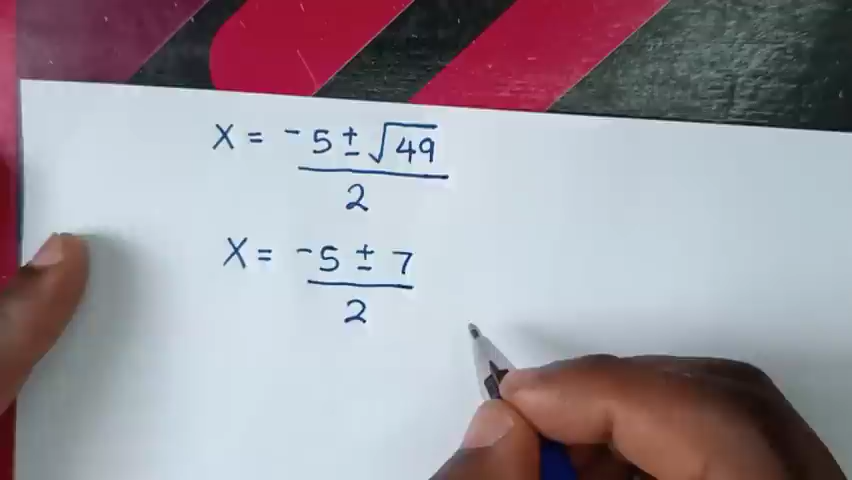 X = -5 ± √49 / 2
X = -5 ± 7 / 2